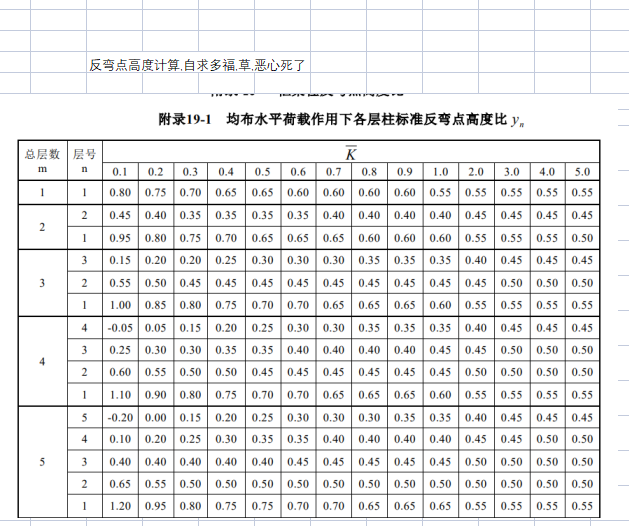 反弯点高度计算,自求多福,草,恶心死了
附录19-1 均布水平荷载作用下各层柱标准反弯点高度比 yn
总层数 m 层号 n K̅
0.1 0.2 0.3 0.4 0.5 0.6 0.7 0.8 0.9 1.0 2.0 3.0 4.0 5.0
1 1 0.80 0.75 0.70 0.65 0.65 0.60 0.60 0.60 0.60 0.55 0.55 0.55 0.55 0.55
2 2 0.45 0.40 0.35 0.35 0.35 0.35 0.40 0.40 0.40 0.40 0.45 0.45 0.45 0.45
1 0.95 0.80 0.75 0.70 0.65 0.65 0.65 0.60 0.60 0.60 0.55 0.55 0.55 0.50
3 3 0.15 0.20 0.20 0.25 0.30 0.30 0.30 0.35 0.35 0.35 0.40 0.45 0.45 0.45
2 0.55 0.50 0.45 0.45 0.45 0.45 0.45 0.45 0.45 0.45 0.45 0.50 0.50 0.50
1 1.00 0.85 0.80 0.75 0.70 0.70 0.65 0.65 0.65 0.60 0.55 0.55 0.55 0.55
4 4 -0.05 0.05 0.15 0.20 0.25 0.30 0.30 0.35 0.35 0.35 0.40 0.45 0.45 0.45
3 0.25 0.30 0.30 0.35 0.35 0.40 0.40 0.40 0.40 0.45 0.45 0.50 0.50 0.50
2 0.60 0.55 0.50 0.50 0.45 0.45 0.45 0.45 0.45 0.45 0.50 0.50 0.50 0.50
1 1.10 0.90 0.80 0.75 0.70 0.70 0.65 0.65 0.65 0.60 0.55 0.55 0.55 0.55
5 5 -0.20 0.00 0.15 0.20 0.25 0.30 0.30 0.30 0.35 0.35 0.40 0.45 0.45 0.45
4 0.10 0.20 0.25 0.30 0.35 0.35 0.40 0.40 0.40 0.40 0.45 0.45 0.50 0.50
3 0.40 0.40 0.40 0.40 0.40 0.45 0.45 0.45 0.45 0.45 0.50 0.50 0.50 0.50
2 0.65 0.55 0.50 0.50 0.50 0.50 0.50 0.50 0.50 0.50 0.50 0.50 0.50 0.50
1 1.20 0.95 0.80 0.75 0.75 0.70 0.70 0.65 0.65 0.65 0.55 0.55 0.55 0.55